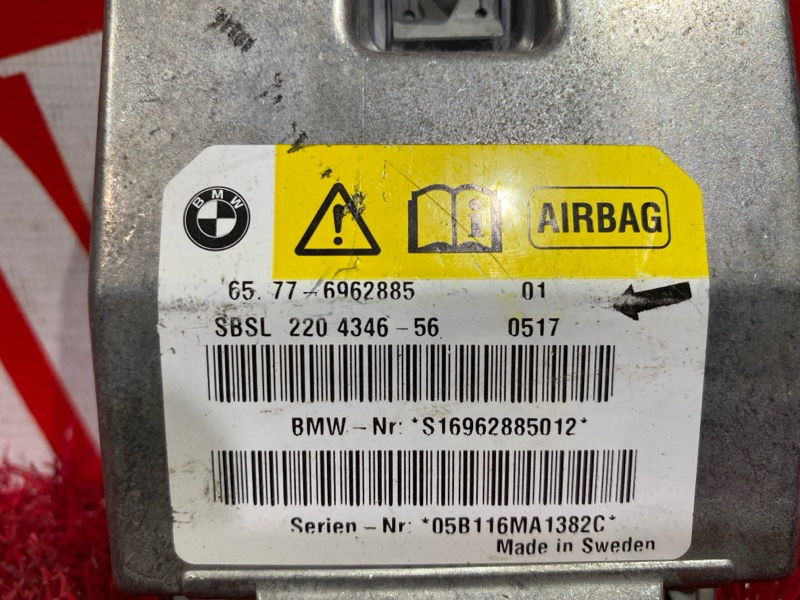 BMW
AIRBAG
65. 77-6962885 01
SBSL 220 4346-56 0517
BMW-Nr: *S16962885012*
Serien-Nr: *05B116MA1382C*
Made in Sweden